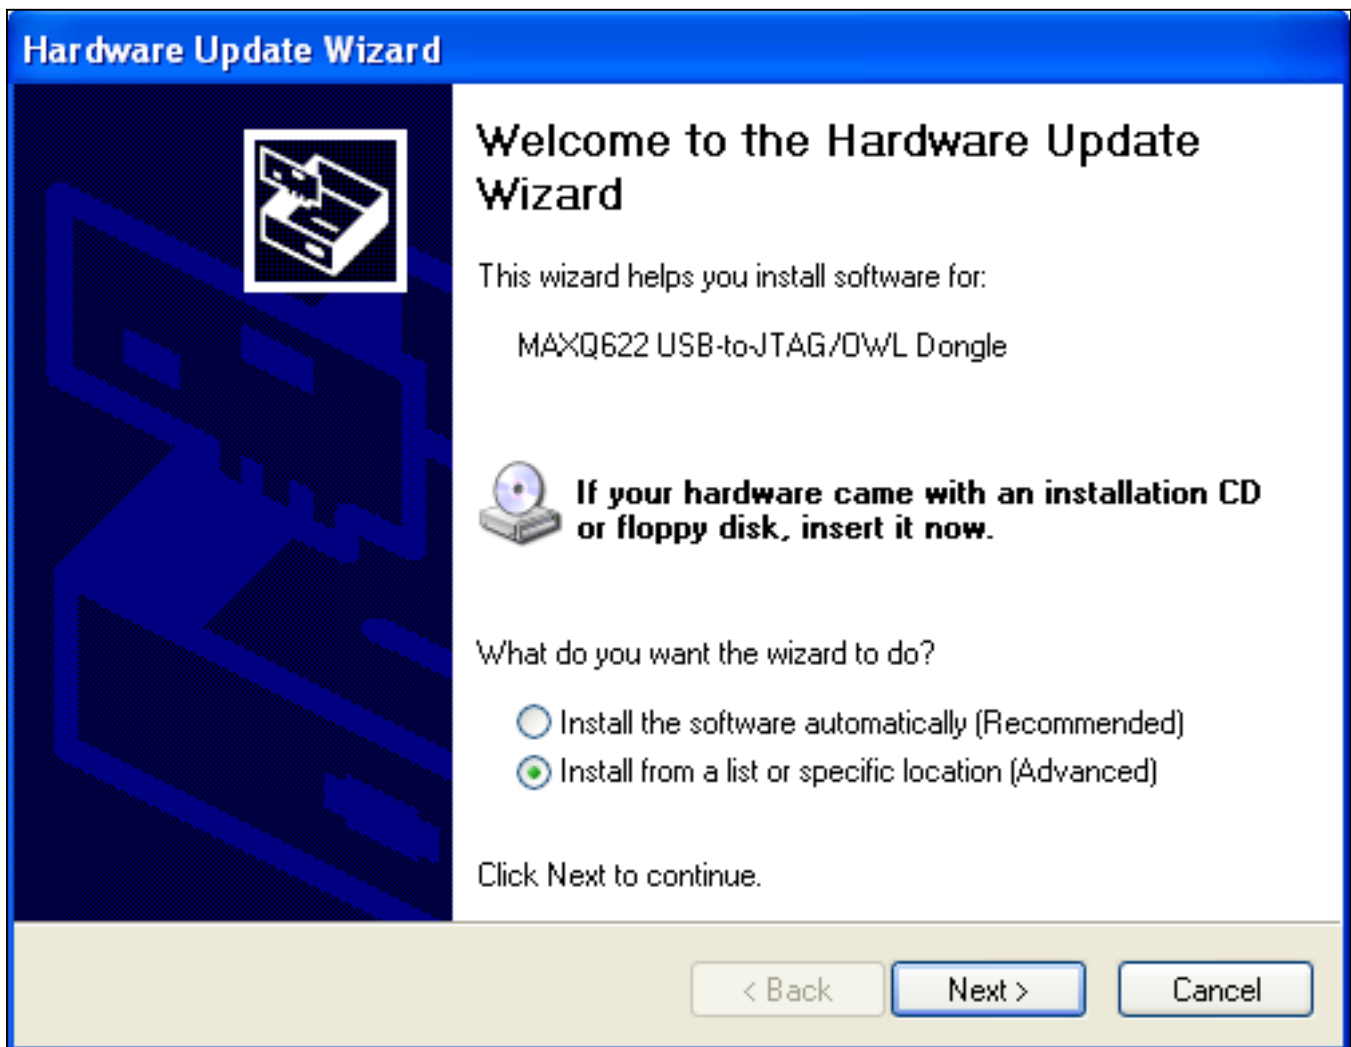 Hardware Update Wizard
Welcome to the Hardware Update
Wizard
This wizard helps you install software for:
MAXQ622 USB-to-JTAG/OWL Dongle
If your hardware came with an installation CD
or floppy disk, insert it now.
What do you want the wizard to do?
Install the software automatically (Recommended)
Install from a list or specific location (Advanced)
Click Next to continue.
< Back
Next >
Cancel